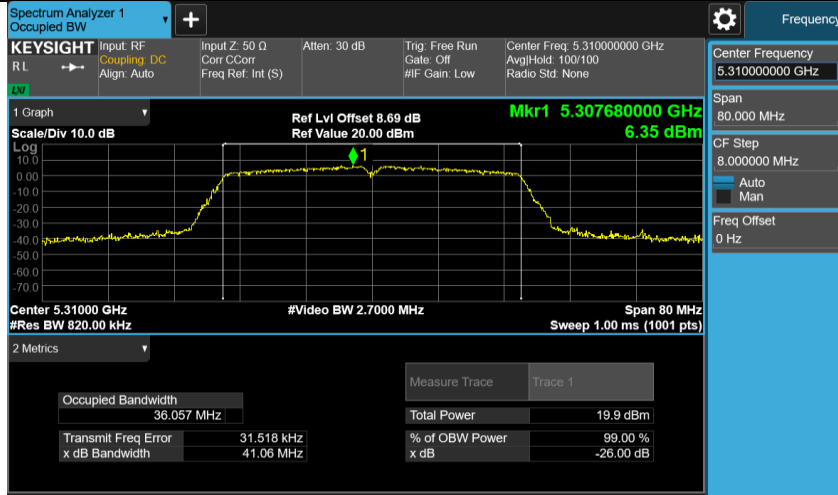 Spectrum Analyzer 1
Occupied BW
+
Frequency
KEYSIGHT
RL
LXI
Input: RF
Coupling: DC
Align: Auto
Input Z: 50 Ω
Corr CCorr
Freq Ref: Int (S)
Atten: 30 dB
Trig: Free Run
Gate: Off
#IF Gain: Low
Center Freq: 5.310000000 GHz
Avg|Hold: 100/100
Radio Std: None
Center Frequency
5.310000000 GHz
Span
80.000 MHz
CF Step
8.000000 MHz
Auto
Man
Freq Offset
0 Hz
1 Graph
Scale/Div 10.0 dB
Ref Lvl Offset 8.69 dB
Ref Value 20.00 dBm
Mkr1 5.307680000 GHz
6.35 dBm
Log
10.0
0.00
-10.0
-20.0
-30.0
-40.0
-50.0
-60.0
-70.0
1
Center 5.31000 GHz
#Res BW 820.00 kHz
#Video BW 2.7000 MHz
Span 80 MHz
Sweep 1.00 ms (1001 pts)
2 Metrics
Measure Trace Trace 1
Occupied Bandwidth
36.057 MHz
Total Power 19.9 dBm
Transmit Freq Error 31.518 kHz
x dB Bandwidth 41.06 MHz
% of OBW Power 99.00 %
x dB -26.00 dB